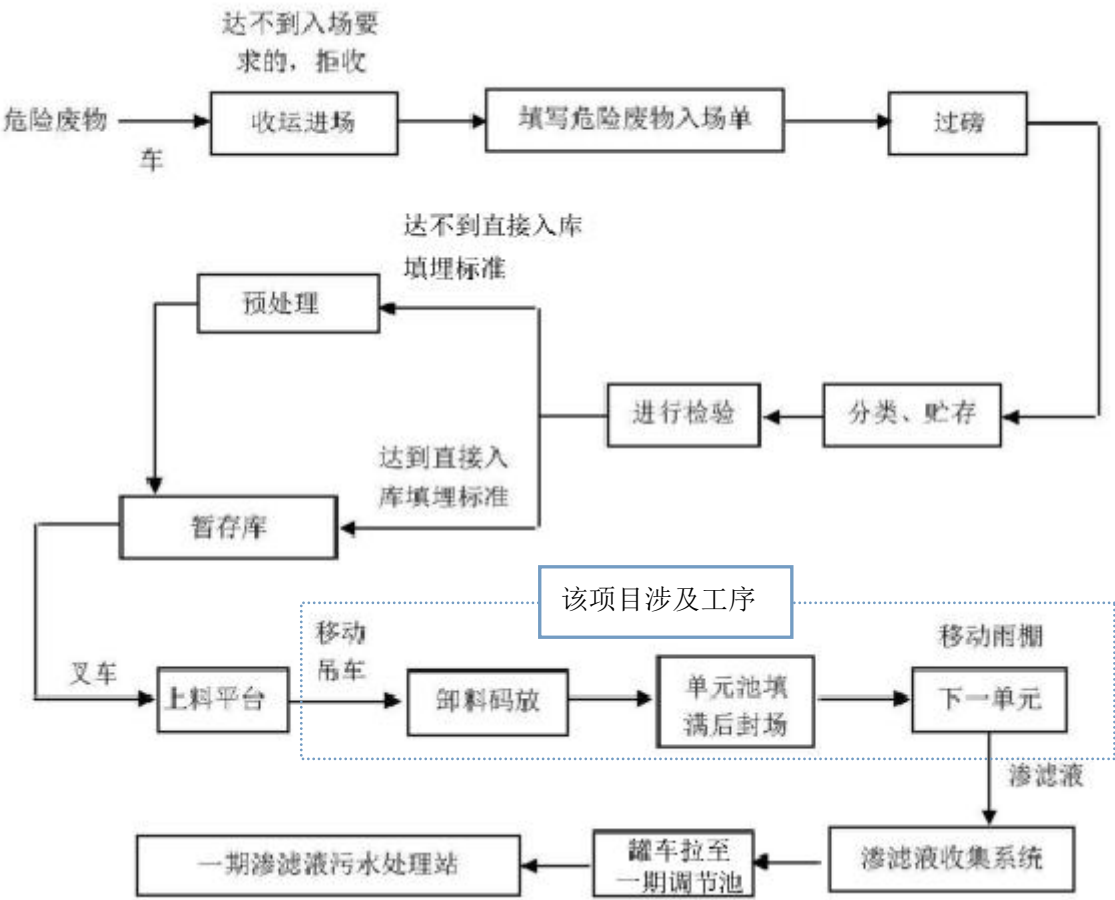 达不到入场要
求的，拒收
危险废物
车
收运进场
填写危险废物入场单
过磅
达不到直接入库
填埋标准
预处理
进行检验
分类、贮存
达到直接入
库填埋标准
暂存库
该项目涉及工序
叉车
上料平台
移动
吊车
卸料码放
单元池填
满后封场
移动雨棚
下一单元
渗滤液
渗滤液收集系统
罐车拉至
一期调节池
一期渗滤液污水处理站